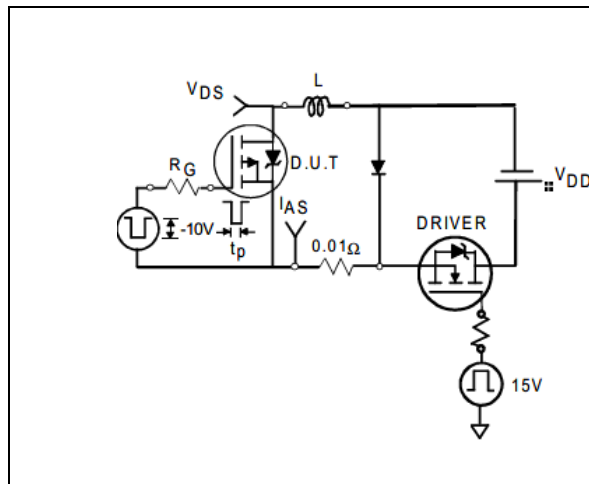 L
VDS
RG
D.U.T
IAS
VDD
-10V
tp
0.01Ω
DRIVER
15V